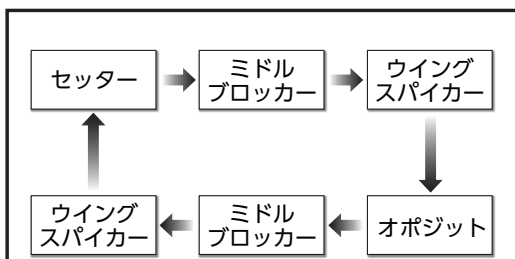 セッター
ミドル
ブロッカー
ウイング
スパイカー
ウイング
スパイカー
ミドル
ブロッカー
オポジット